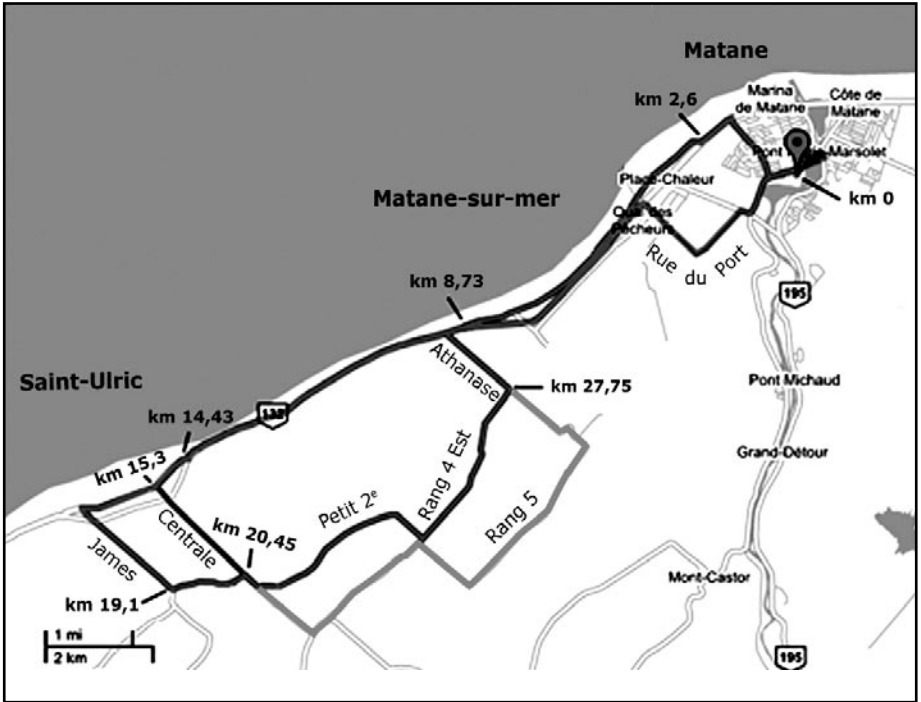 Matane
Marina
de Matane
Côte de
Matane
km 2,6
Place-Chaleur
km 0
Matane-sur-mer
Quai des
Pêcheurs
Rue du Port
195
km 8,73
Athanase
km 27,75
Pont Michaud
Saint-Ulric
132
km 14,43
Grand-Détour
km 15,3
Rang 4 Est
Petit 2e
Rang 5
Centrale
km 20,45
James
km 19,1
Mont-Castor
1 mi
2 km
195